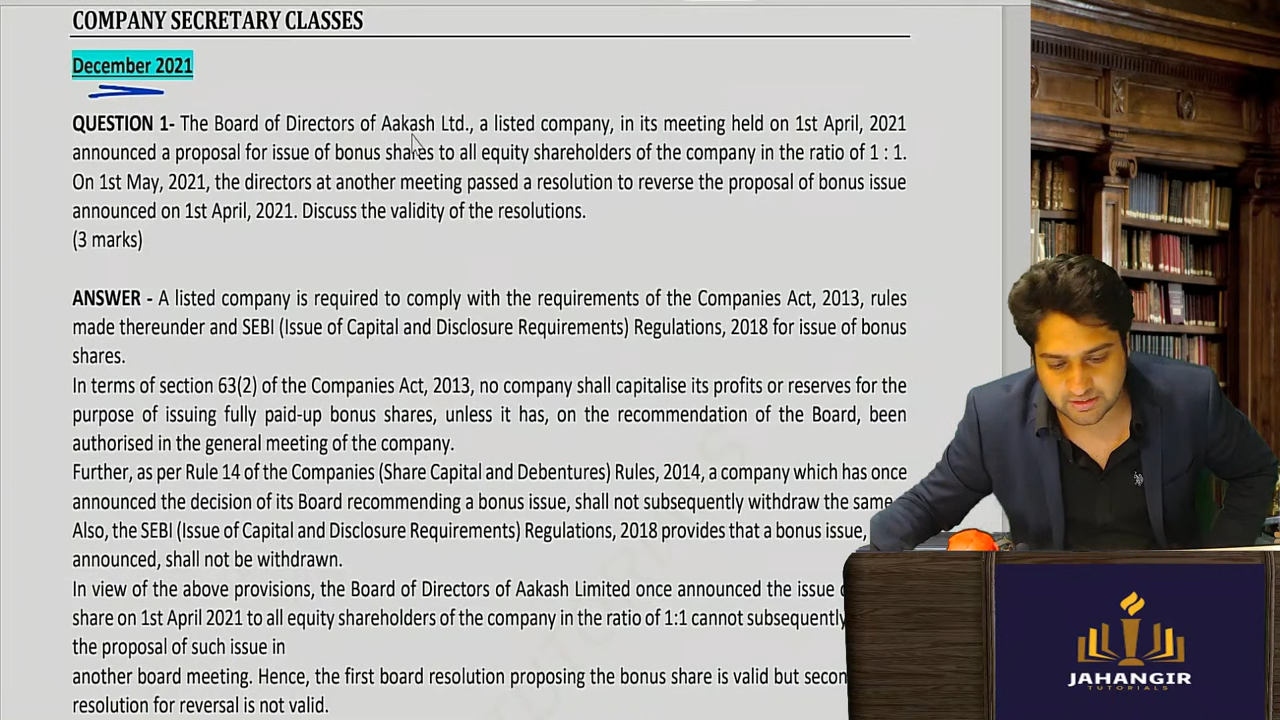 COMPANY SECRETARY CLASSES
December 2021
QUESTION 1- The Board of Directors of Aakash Ltd., a listed company, in its meeting held on 1st April, 2021
announced a proposal for issue of bonus shares to all equity shareholders of the company in the ratio of 1 : 1.
On 1st May, 2021, the directors at another meeting passed a resolution to reverse the proposal of bonus issue
announced on 1st April, 2021. Discuss the validity of the resolutions.
(3 marks)
ANSWER - A listed company is required to comply with the requirements of the Companies Act, 2013, rules
made thereunder and SEBI (Issue of Capital and Disclosure Requirements) Regulations, 2018 for issue of bonus
shares.
In terms of section 63(2) of the Companies Act, 2013, no company shall capitalise its profits or reserves for the
purpose of issuing fully paid-up bonus shares, unless it has, on the recommendation of the Board, been
authorised in the general meeting of the company.
Further, as per Rule 14 of the Companies (Share Capital and Debentures) Rules, 2014, a company which has once
announced the decision of its Board recommending a bonus issue, shall not subsequently withdraw the same
Also, the SEBI (Issue of Capital and Disclosure Requirements) Regulations, 2018 provides that a bonus issue,
announced, shall not be withdrawn.
In view of the above provisions, the Board of Directors of Aakash Limited once announced the issue
share on 1st April 2021 to all equity shareholders of the company in the ratio of 1:1 cannot subsequently
the proposal of such issue in
another board meeting. Hence, the first board resolution proposing the bonus share is valid but secon
resolution for reversal is not valid.
JAHANGIR
TUTORIALS